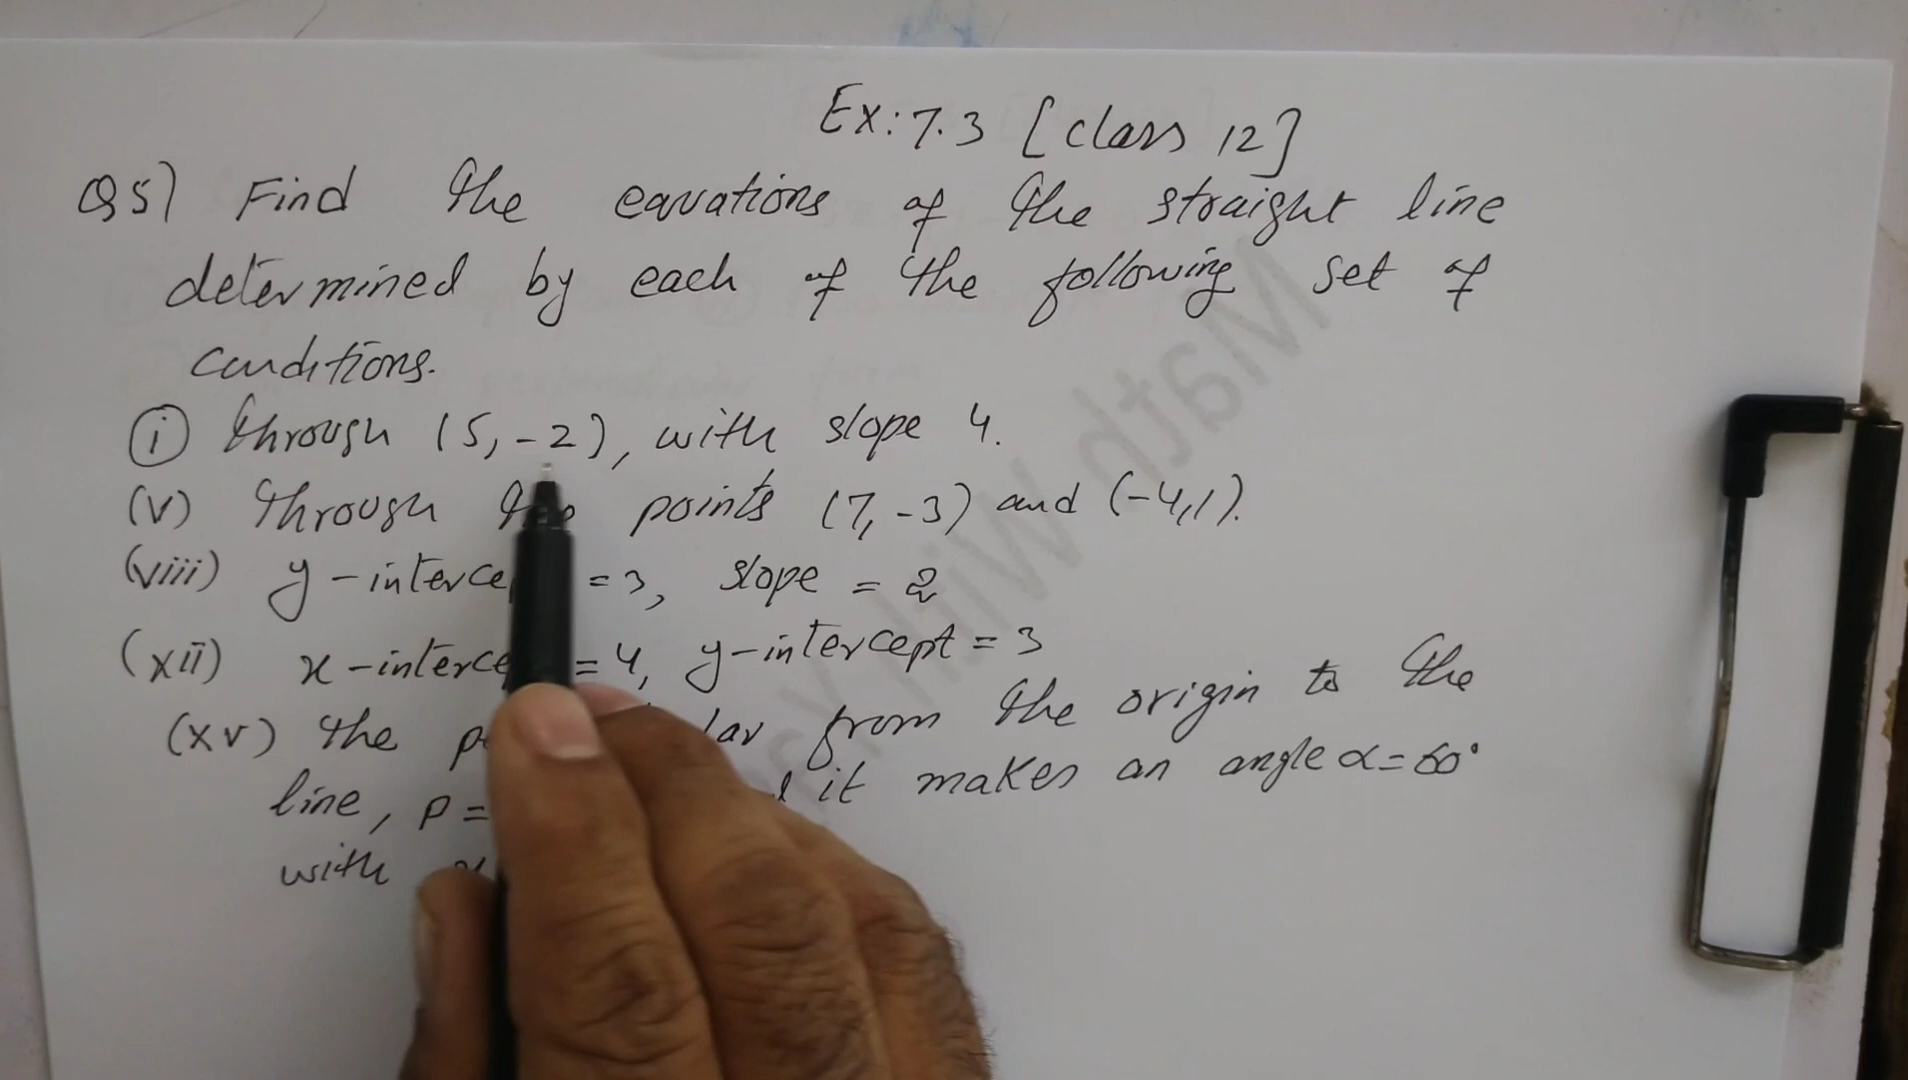 Ex: 7.3 [class 12]
Q5) Find the equations of the straight line
determined by each of the following set of
conditions.
(i) through (5, -2), with slope 4.
(v) through points (7, -3) and (-4, 1).
(viii) y-interce = 3, slope = 2
(xii) x-interce = 4, y-intercept = 3
(xv) the p lar from the origin to the
line, p = it makes an angle α = 60°
with x
Math With Ya